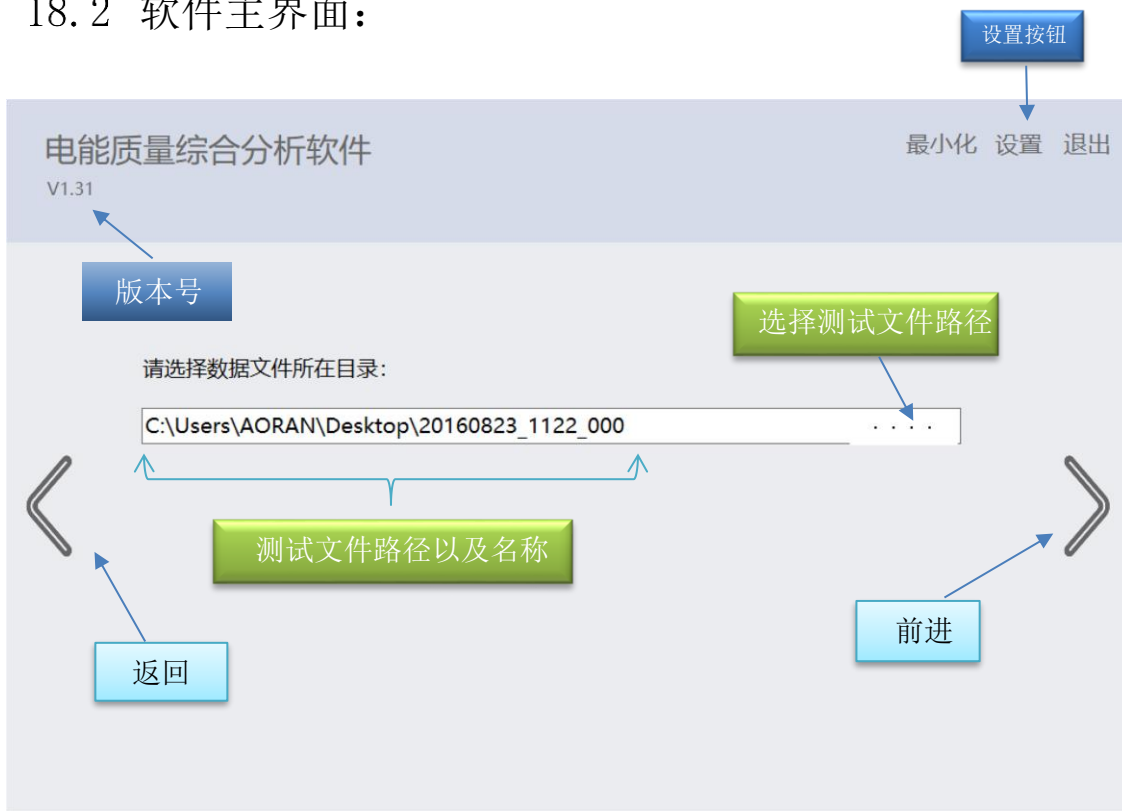 18.2 软件主界面：
设置按钮
电能质量综合分析软件
最小化 设置 退出
V1.31
版本号
选择测试文件路径
请选择数据文件所在目录：
C:\Users\AORAN\Desktop\20160823_1122_000
. . . .
测试文件路径以及名称
前进
返回